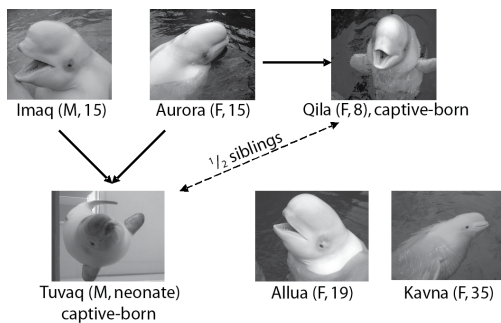 Imaq (M, 15)
Aurora (F, 15)
Qila (F, 8), captive-born
1/2 siblings
Tuvaq (M, neonate)
captive-born
Allua (F, 19)
Kavna (F, 35)